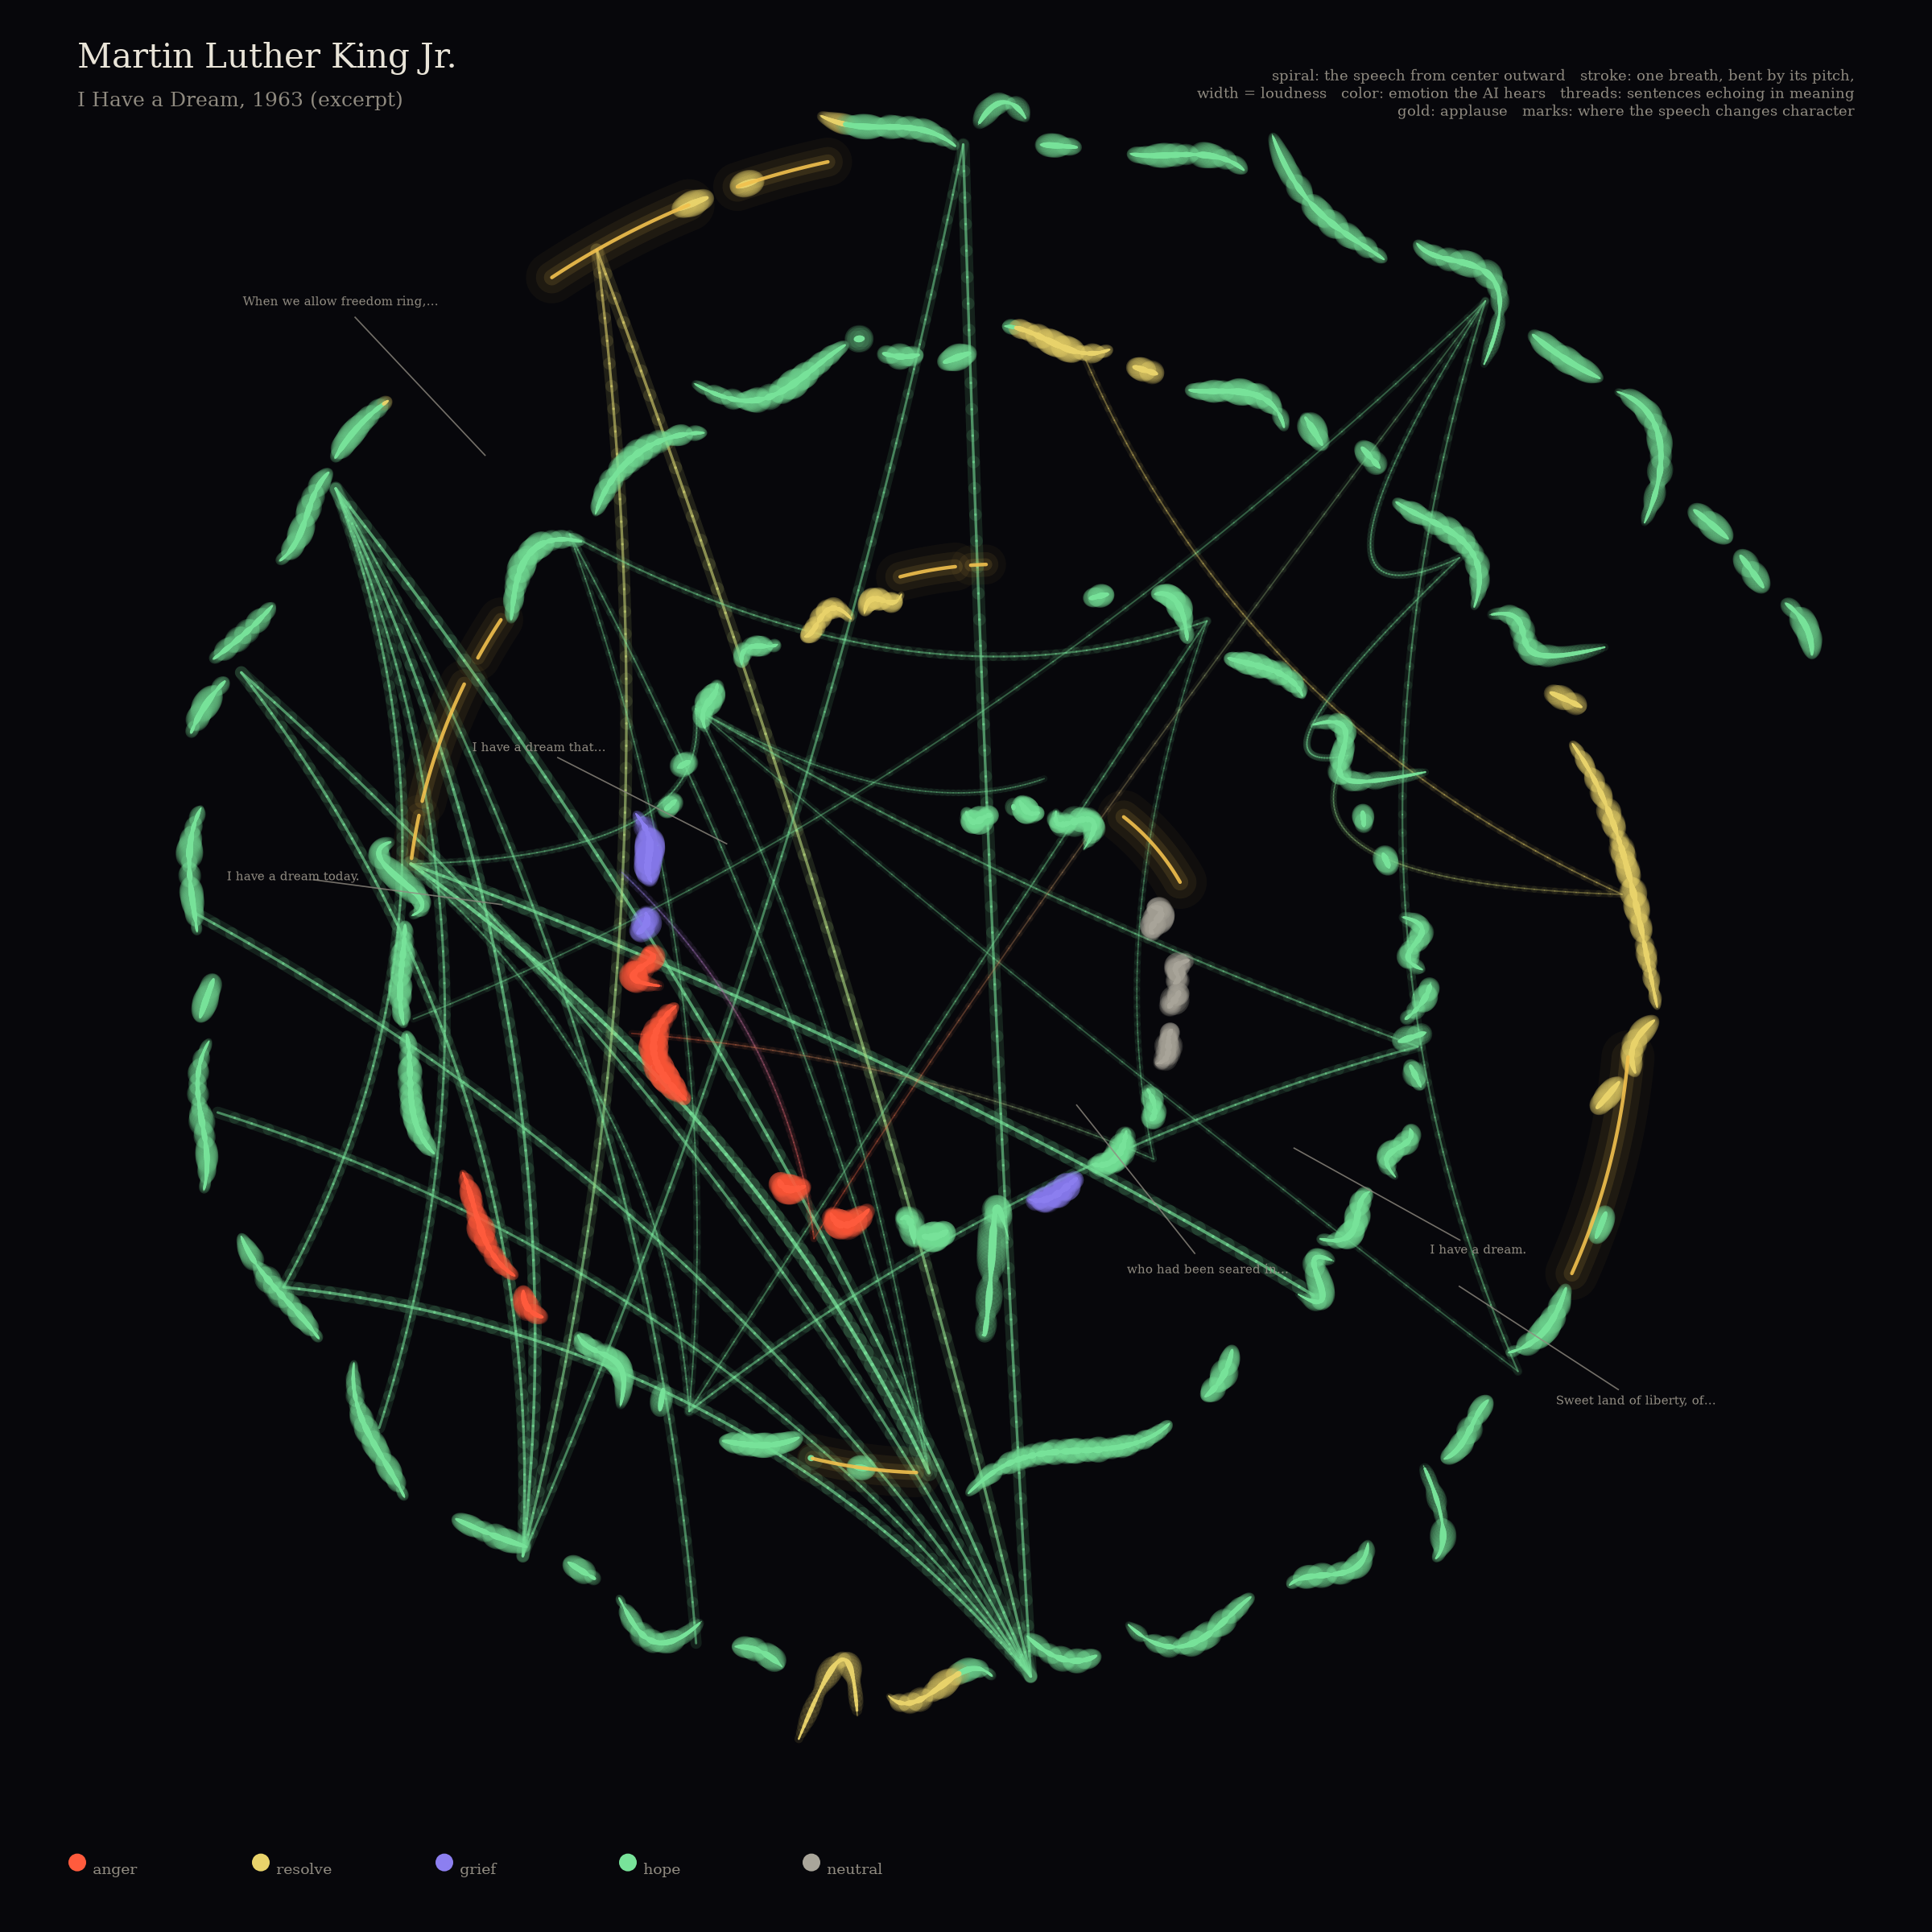 Martin Luther King Jr.
I Have a Dream, 1963 (excerpt)
spiral: the speech from center outward   stroke: one breath, bent by its pitch,
width = loudness   color: emotion the AI hears   threads: sentences echoing in meaning
gold: applause   marks: where the speech changes character
When we allow freedom ring,...
I have a dream that...
I have a dream today.
I have a dream.
who had been seared in...
Sweet land of liberty, of...
anger
resolve
grief
hope
neutral